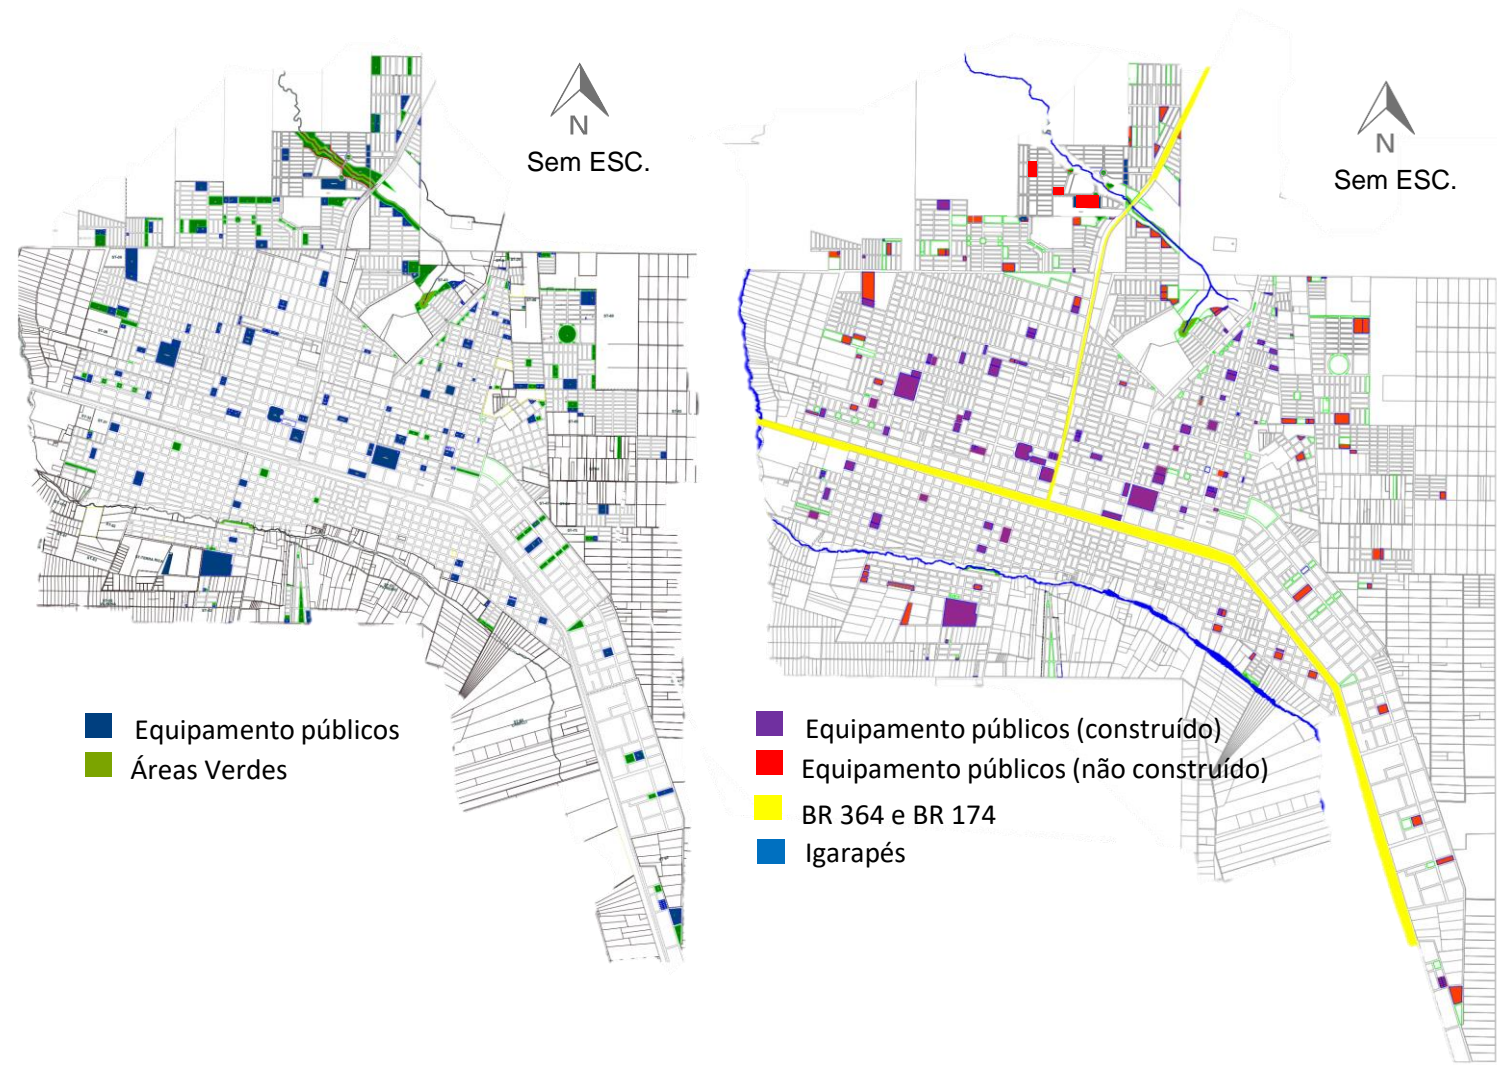 N
Sem ESC.
Equipamento públicos
Áreas Verdes
N
Sem ESC.
Equipamento públicos (construído)
Equipamento públicos (não construído)
BR 364 e BR 174
Igarapés